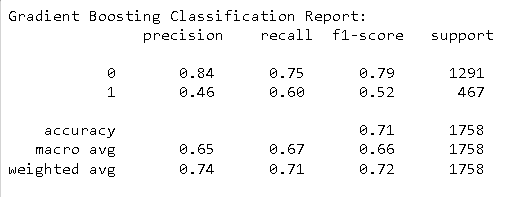 Gradient Boosting Classification Report:
precision recall f1-score support
0 0.84 0.75 0.79 1291
1 0.46 0.60 0.52 467
accuracy 0.71 1758
macro avg 0.65 0.67 0.66 1758
weighted avg 0.74 0.71 0.72 1758